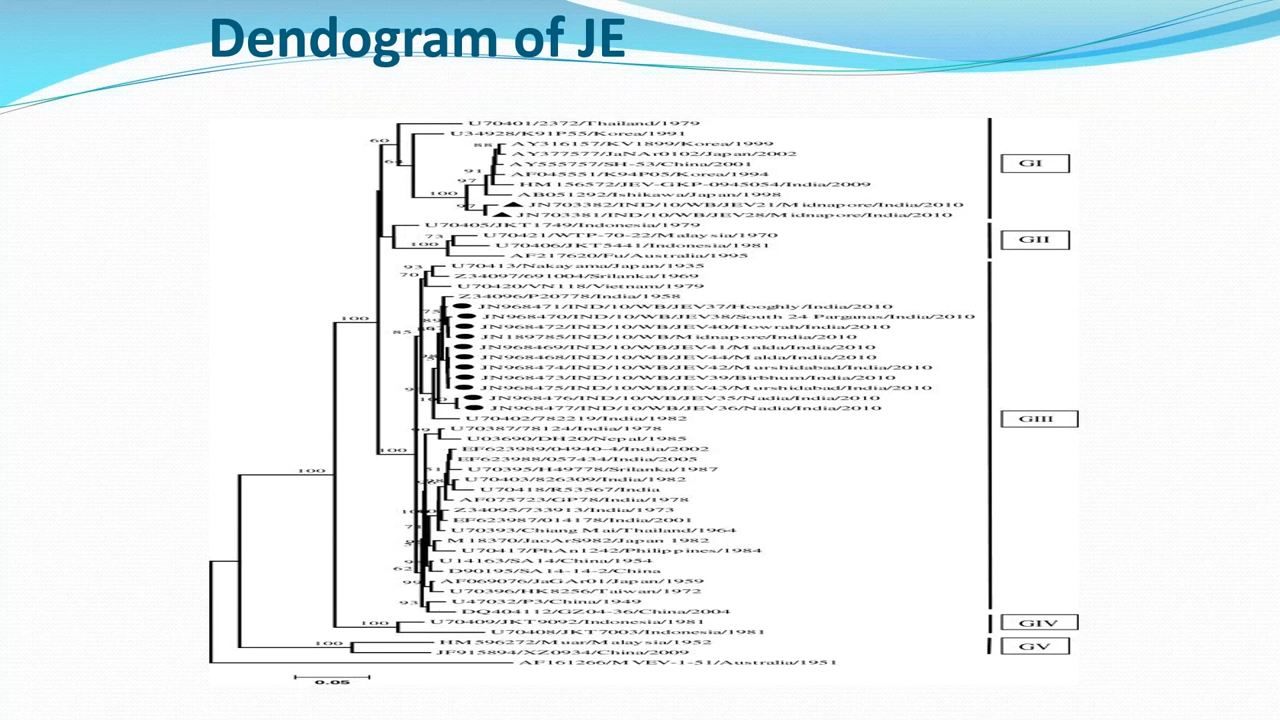 Dendogram of JE
U70401/2372/Thailand/1979
60
U34928/K91P55/Korea/1991
AY316157/KV1899/Korea/1999
AY377577/JaNAr0102/Japan/2002
AY555757/SH-53/China/2001
GI
AF045551/K94P05/Korea/1994
97
HM156572/JEV-GKP-0945054/India/2009
100
AB051292/Ishikawa/Japan/1998
JN703382/IND/10/WB/JEV21/Midnapore/India/2010
JN703381/IND/10/WB/JEV28/Midnapore/India/2010
U70405/JKT1749/Indonesia/1979
73
U70421/WTP-70-22/Malaysia/1970
GII
100
U70406/JKT5441/Indonesia/1981
AF217620/Fu/Australia/1995
93
U70413/Nakayama/Japan/1935
70
Z34097/691004/Srilanka/1969
U70420/VN118/Vietnam/1979
Z34096/P20778/India/1958
JN968471/IND/10/WB/JEV37/Hooghly/India/2010
JN968470/IND/10/WB/JEV38/South 24 Parganas/India/2010
100
JN968472/IND/10/WB/JEV40/Howrah/India/2010
85
JN189785/IND/10/WB/Midnapore/India/2010
JN968469/IND/10/WB/JEV41/Malda/India/2010
JN968468/IND/10/WB/JEV44/Malda/India/2010
JN968474/IND/10/WB/JEV42/Murshidabad/India/2010
JN968473/IND/10/WB/JEV39/Birbhum/India/2010
JN968475/IND/10/WB/JEV43/Murshidabad/India/2010
JN968476/IND/10/WB/JEV35/Nadia/India/2010
JN968477/IND/10/WB/JEV36/Nadia/India/2010
U70402/782219/India/1982
GIII
U70387/78124/India/1978
U03690/DH20/Nepal/1985
100
EF623989/04940-4/India/2002
EF623988/057434/India/2005
100
U70395/H49778/Srilanka/1987
U70403/826309/India/1982
U70418/R53567/India
AF075723/GP78/India/1978
Z34095/733913/India/1973
EF623987/014178/India/2001
U70393/Chiang Mai/Thailand/1964
M18370/JaoArS982/Japan 1982
U70417/PhAn1242/Philippines/1984
U14163/SA14/China/1954
D90195/SA14-14-2/China
AF069076/JaGAr01/Japan/1959
U70396/HK8256/Taiwan/1972
93
U47032/P3/China/1949
DQ404112/GZ04-36/China/2004
100
U70409/JKT9092/Indonesia/1981
GIV
U70408/JKT7003/Indonesia/1981
100
HM596272/Muar/Malaysia/1952
GV
JF915894/XZ0934/China/2009
AF161266/MVEV-1-51/Australia/1951
0.05